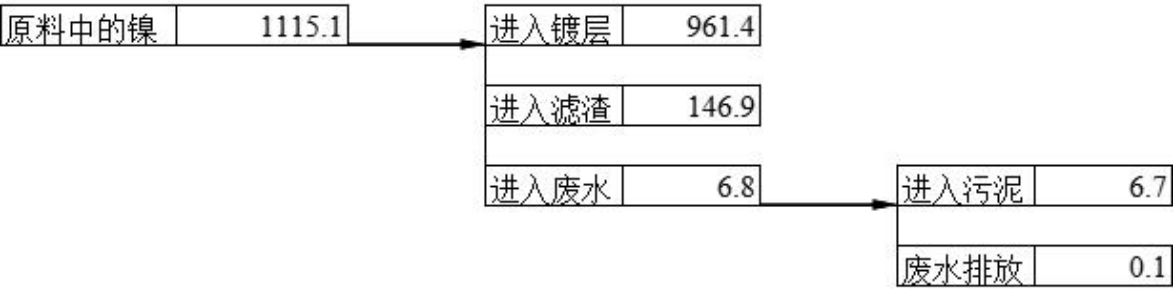 原料中的镍 1115.1 进入镀层 961.4
进入滤渣 146.9
进入废水 6.8 进入污泥 6.7
废水排放 0.1